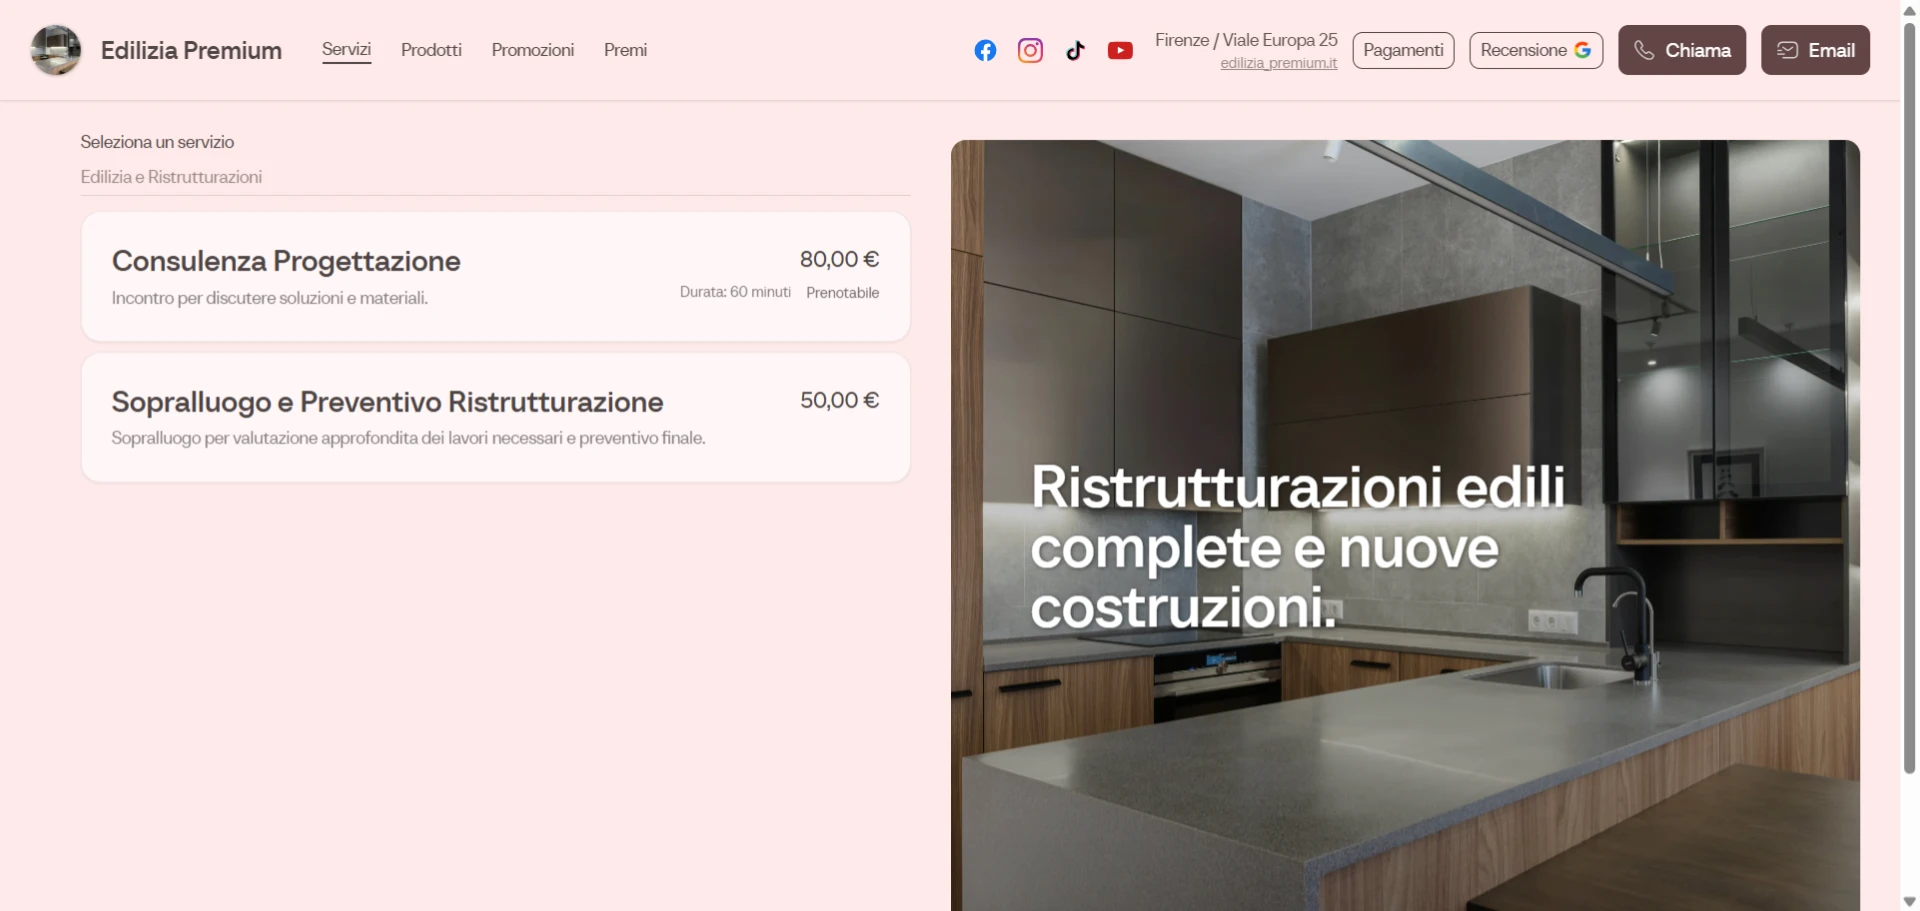 Edilizia Premium
Servizi
Prodotti
Promozioni
Premi
Firenze / Viale Europa 25
edilizia_premium.it
Pagamenti
Recensione
Chiama
Email
Seleziona un servizio
Edilizia e Ristrutturazioni
Consulenza Progettazione
80,00 €
Incontro per discutere soluzioni e materiali.
Durata: 60 minuti
Prenotabile
Sopralluogo e Preventivo Ristrutturazione
50,00 €
Sopralluogo per valutazione approfondita dei lavori necessari e preventivo finale.
Ristrutturazioni edili
complete e nuove
costruzioni.